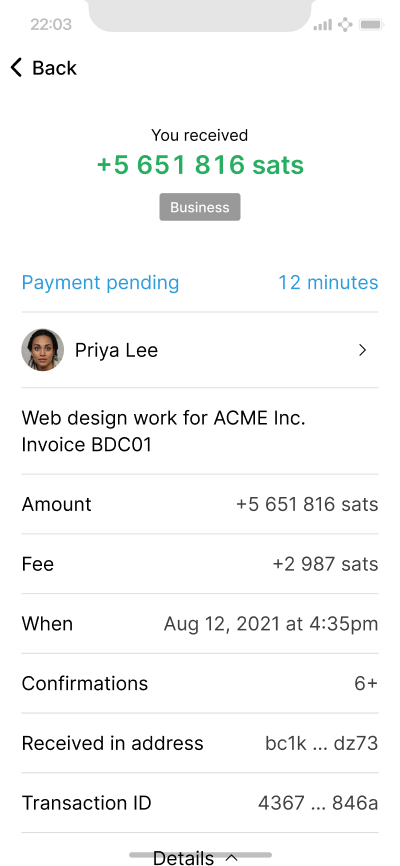 22:03
Back
You received
+5 651 816 sats
Business
Payment pending 12 minutes
Priya Lee
Web design work for ACME Inc.
Invoice BDC01
Amount +5 651 816 sats
Fee +2 987 sats
When Aug 12, 2021 at 4:35pm
Confirmations 6+
Received in address bc1k ... dz73
Transaction ID 4367 ... 846a
Details